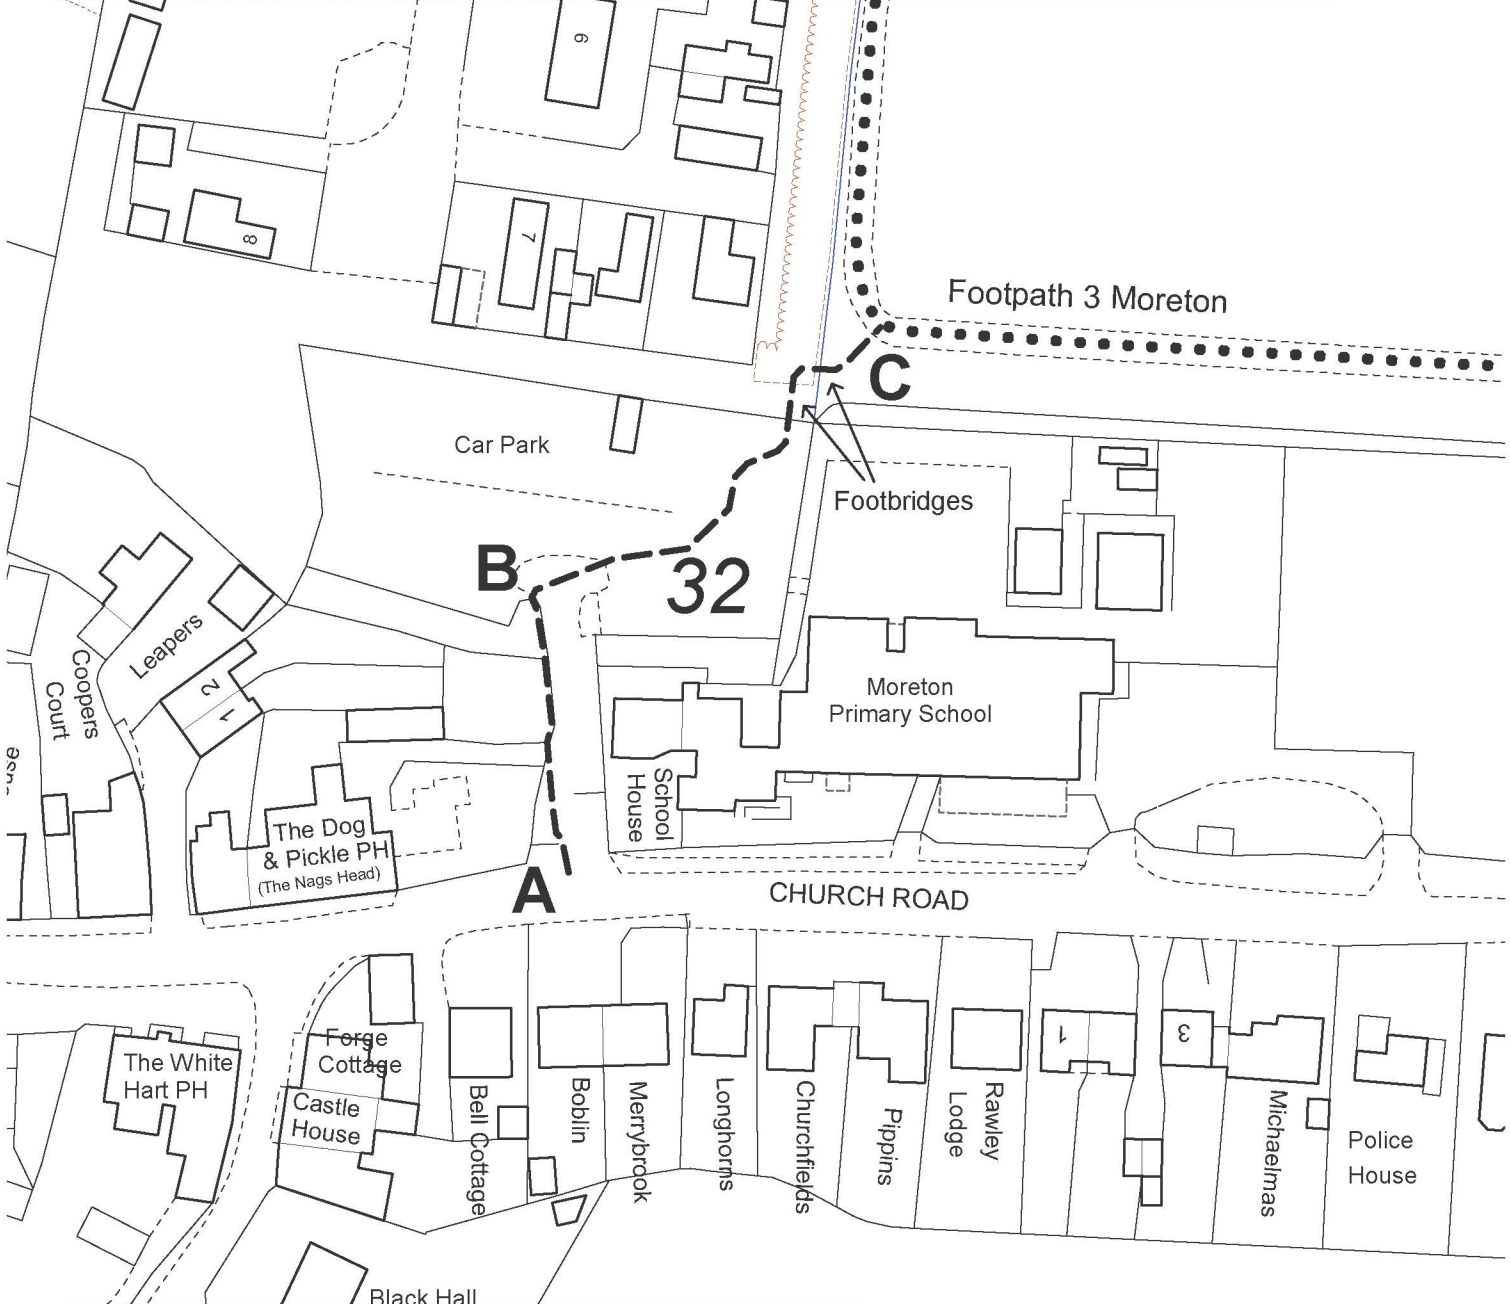 6
8
7
Footpath 3 Moreton
C
Car Park
Footbridges
B
32
Leapers
Coopers
Court
2
1
Moreton
Primary School
School
House
The Dog
& Pickle PH
(The Nags Head)
A
CHURCH ROAD
The White
Hart PH
Forge
Cottage
Castle
House
Bell Cottage
Boblin
Merrybrook
Longhorns
Churchfields
Pippins
Rawley
Lodge
1
3
Michaelmas
Police
House
Black Hall